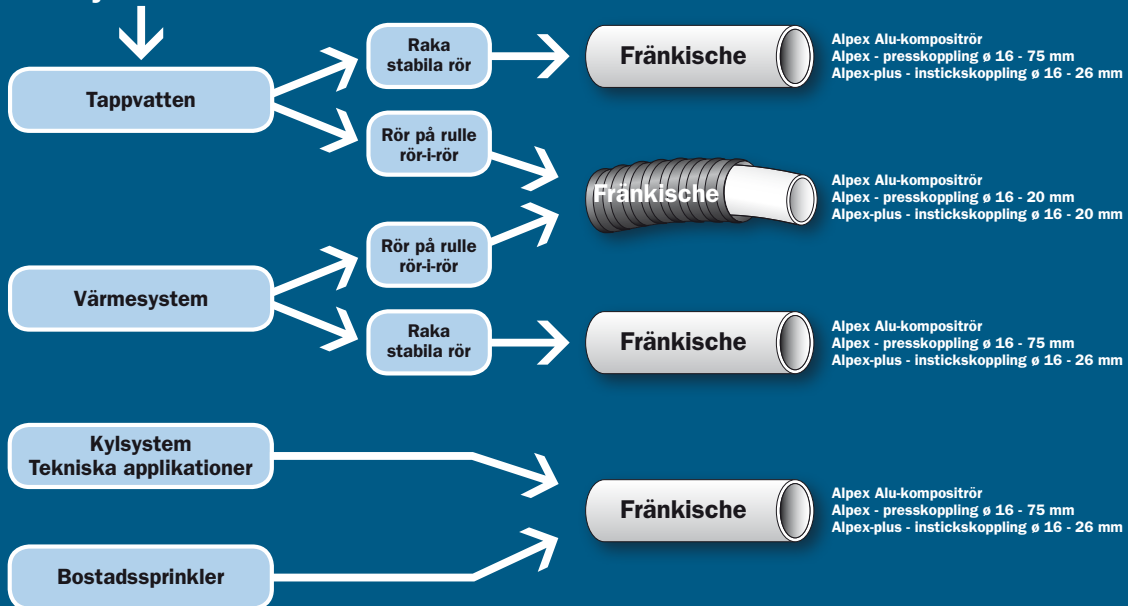 Tappvatten
Raka
stabila rör
Fränkische
Alpex Alu-kompositrör
Alpex - presskoppling ø 16 - 75 mm
Alpex-plus - instickskoppling ø 16 - 26 mm
Rör på rulle
rör-i-rör
Fränkische
Alpex Alu-kompositrör
Alpex - presskoppling ø 16 - 20 mm
Alpex-plus - instickskoppling ø 16 - 20 mm
Värmesystem
Rör på rulle
rör-i-rör
Raka
stabila rör
Fränkische
Alpex Alu-kompositrör
Alpex - presskoppling ø 16 - 75 mm
Alpex-plus - instickskoppling ø 16 - 26 mm
Kylsystem
Tekniska applikationer
Fränkische
Alpex Alu-kompositrör
Alpex - presskoppling ø 16 - 75 mm
Alpex-plus - instickskoppling ø 16 - 26 mm
Bostadssprinkler